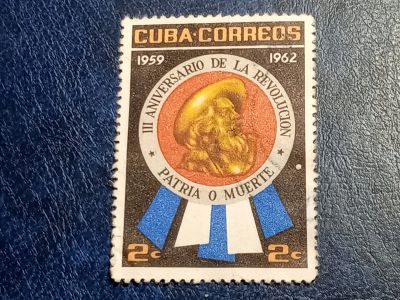 CUBA·CORREOS
1959 1962
III ANIVERSARIO DE LA REVOLUCION
★ PATRIA O MUERTE ★
2c 2c